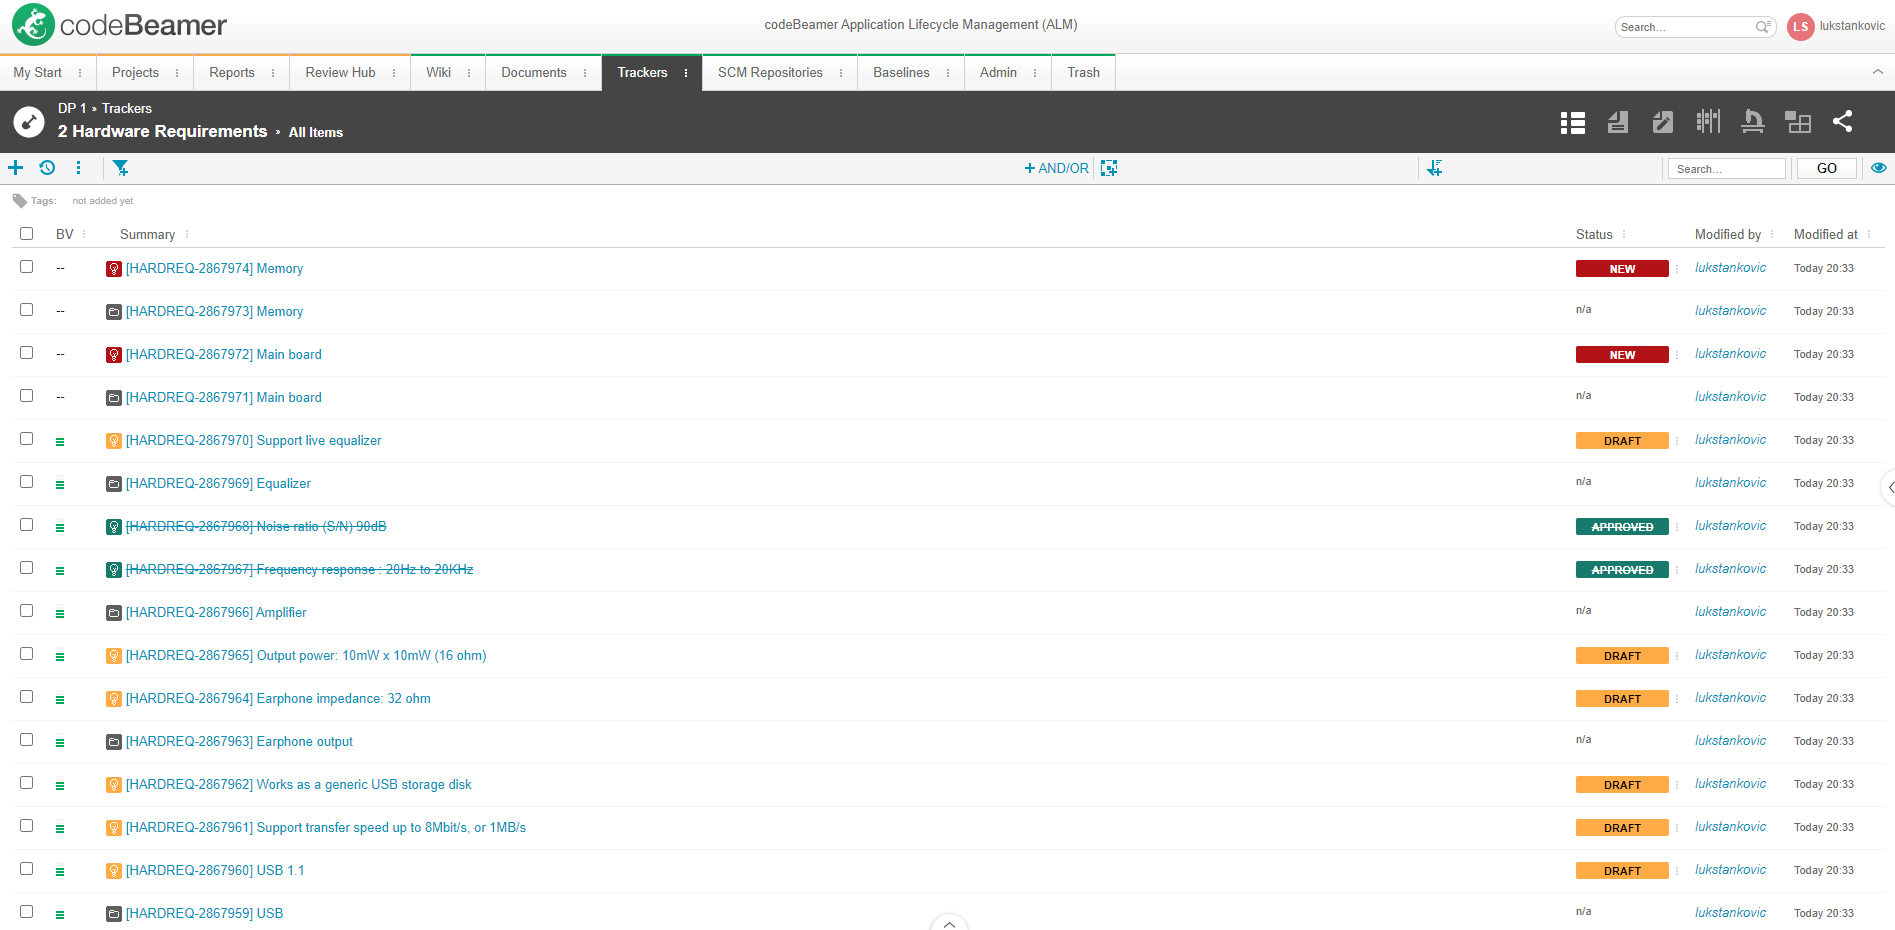 codeBeamer
codeBeamer Application Lifecycle Management (ALM)
Search...
LS
lukstankovic
My Start Projects Reports Review Hub Wiki Documents Trackers SCM Repositories Baselines Admin Trash
DP 1 » Trackers
2 Hardware Requirements » All Items
+ AND/OR
Search...
GO
Tags: not added yet
BV Summary Status Modified by Modified at
-- [HARDREQ-2867974] Memory NEW lukstankovic Today 20:33
-- [HARDREQ-2867973] Memory n/a lukstankovic Today 20:33
-- [HARDREQ-2867972] Main board NEW lukstankovic Today 20:33
-- [HARDREQ-2867971] Main board n/a lukstankovic Today 20:33
[HARDREQ-2867970] Support live equalizer DRAFT lukstankovic Today 20:33
[HARDREQ-2867969] Equalizer n/a lukstankovic Today 20:33
[HARDREQ-2867968] Noise ratio (S/N) 90dB APPROVED lukstankovic Today 20:33
[HARDREQ-2867967] Frequency response : 20Hz to 20KHz APPROVED lukstankovic Today 20:33
[HARDREQ-2867966] Amplifier n/a lukstankovic Today 20:33
[HARDREQ-2867965] Output power: 10mW x 10mW (16 ohm) DRAFT lukstankovic Today 20:33
[HARDREQ-2867964] Earphone impedance: 32 ohm DRAFT lukstankovic Today 20:33
[HARDREQ-2867963] Earphone output n/a lukstankovic Today 20:33
[HARDREQ-2867962] Works as a generic USB storage disk DRAFT lukstankovic Today 20:33
[HARDREQ-2867961] Support transfer speed up to 8Mbit/s, or 1MB/s DRAFT lukstankovic Today 20:33
[HARDREQ-2867960] USB 1.1 DRAFT lukstankovic Today 20:33
[HARDREQ-2867959] USB n/a lukstankovic Today 20:33